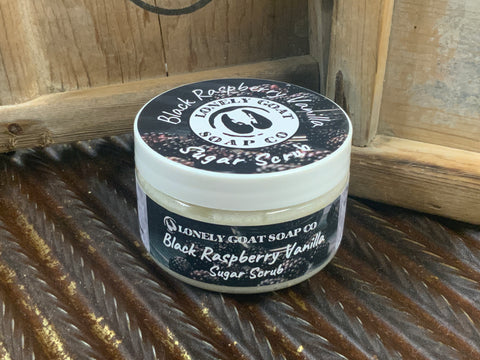 Black Raspberry Vanilla
LONELY GOAT
SOAP CO
Sugar Scrub
LONELY GOAT SOAP CO
Black Raspberry Vanilla
Sugar Scrub